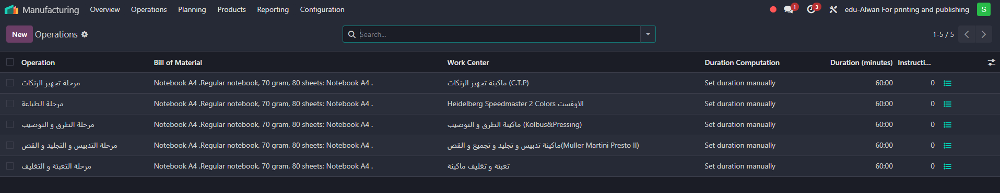 Manufacturing Overview Operations Planning Products Reporting Configuration 1 3 edu-Alwan For printing and publishing S
New Operations Search... 1-5 / 5
Operation Bill of Material Work Center Duration Computation Duration (minutes) Instructi...
مرحلة تجهيز الزنكات Notebook A4 .Regular notebook, 70 gram, 80 sheets: Notebook A4 . ماكينة تجهيز الزنكات (C.T.P) Set duration manually 60:00 0
مرحلة الطباعة Notebook A4 .Regular notebook, 70 gram, 80 sheets: Notebook A4 . Heidelberg Speedmaster 2 Colors الاوفست Set duration manually 60:00 0
مرحلة الطرق و التوضيب Notebook A4 .Regular notebook, 70 gram, 80 sheets: Notebook A4 . ماكينة الطرق و التوضيب (Kolbus&Pressing) Set duration manually 60:00 0
مرحلة التدبيس و التجليد و القص Notebook A4 .Regular notebook, 70 gram, 80 sheets: Notebook A4 . ماكينة تدبيس و تجليد و تجميع و القص(Muller Martini Presto II) Set duration manually 60:00 0
مرحلة التعبئة و التغليف Notebook A4 .Regular notebook, 70 gram, 80 sheets: Notebook A4 . تعبئة و تغليف ماكينة Set duration manually 60:00 0